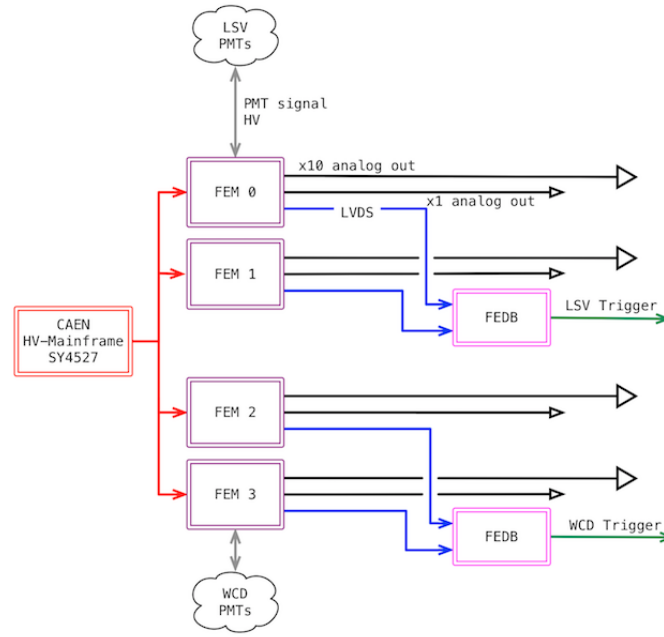 LSV
PMTs
PMT signal
HV
x10 analog out
FEM 0
x1 analog out
LVDS
FEM 1
FEDB
LSV Trigger
CAEN
HV-Mainframe
SY4527
FEM 2
FEM 3
FEDB
WCD Trigger
WCD
PMTs